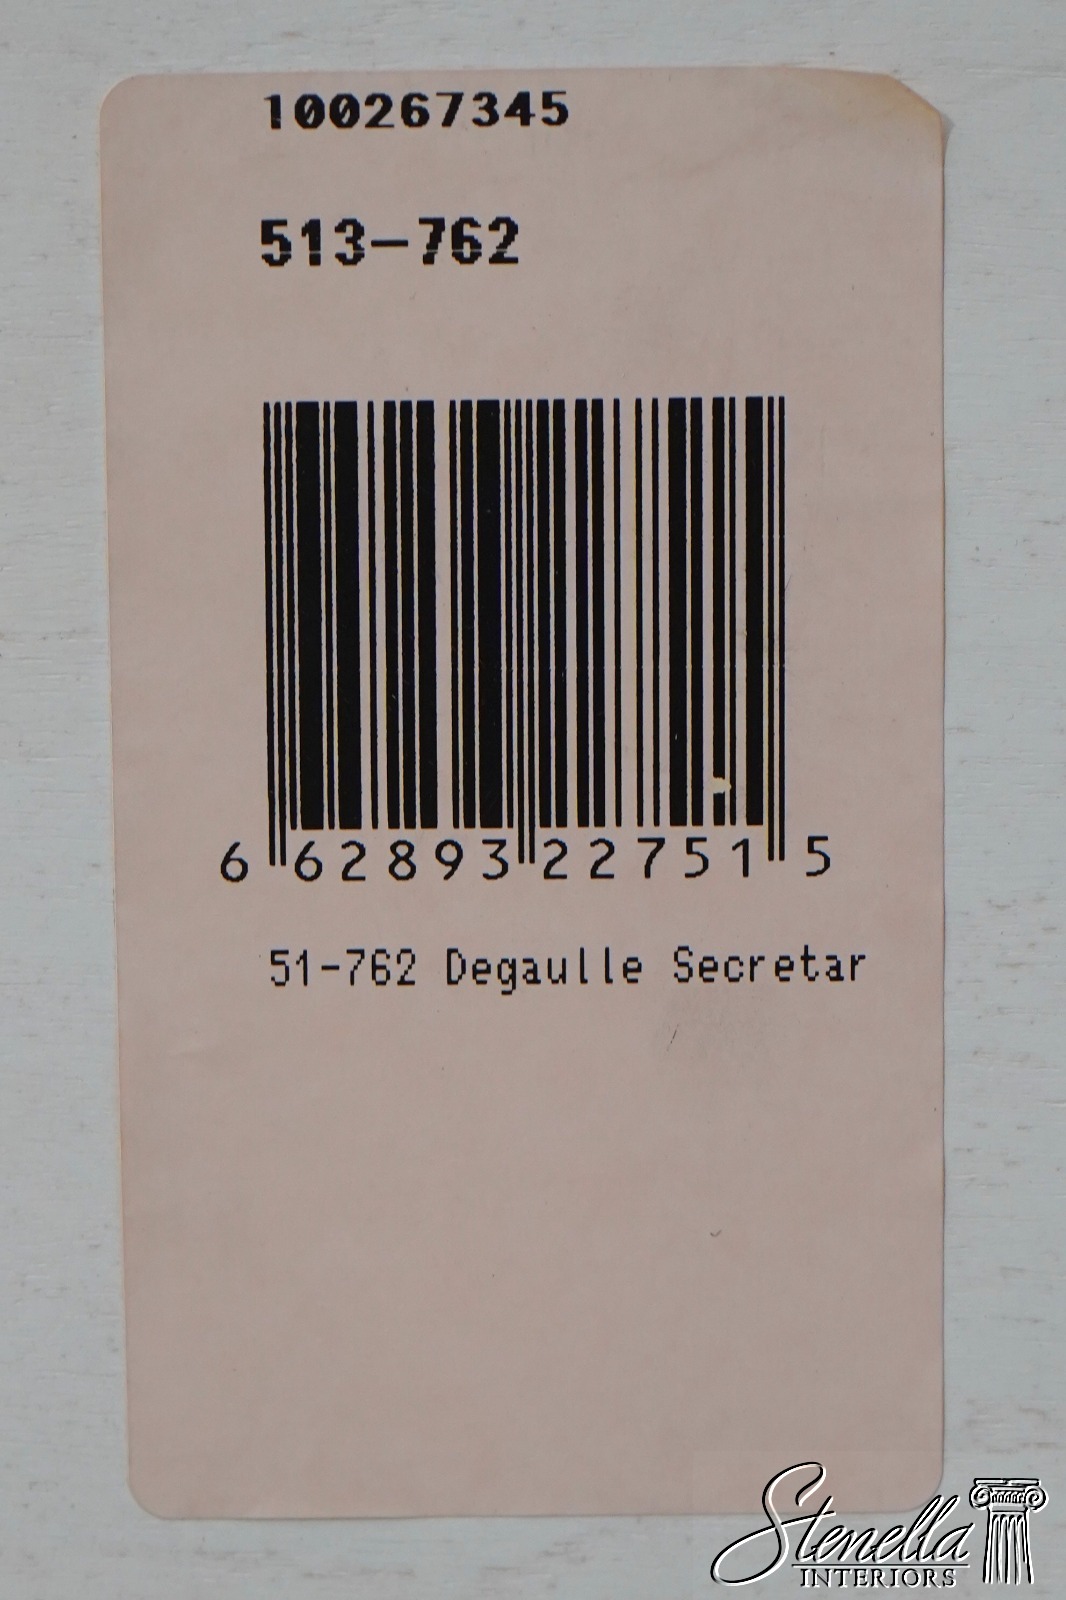 100267345
513-762
6 62893 22751 5
51-762 Degaulle Secretar
Stenella
INTERIORS